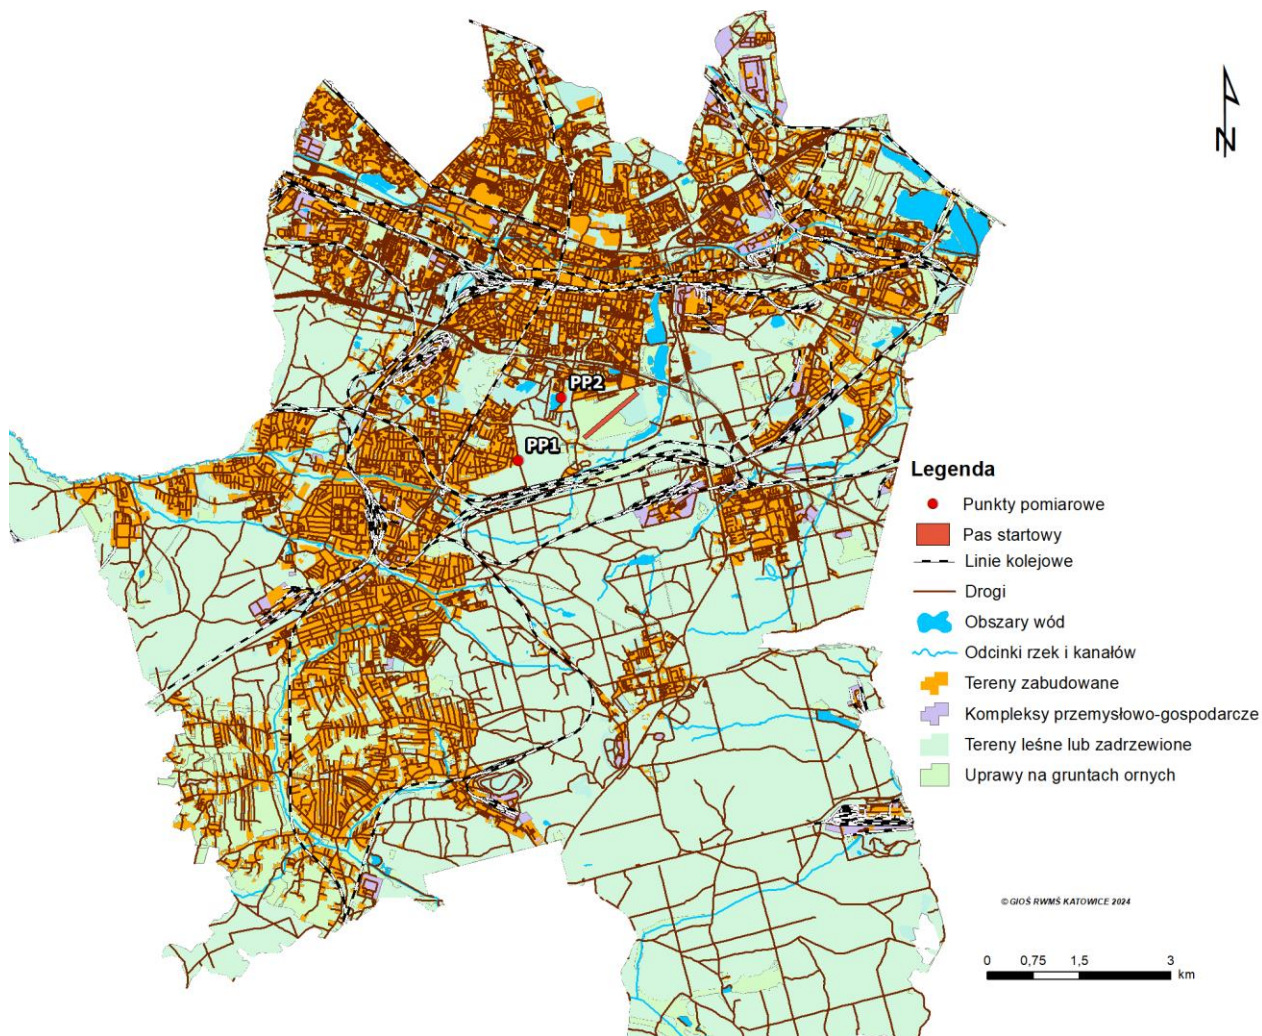 N
PP2
PP1
Legenda
Punkty pomiarowe
Pas startowy
Linie kolejowe
Drogi
Obszary wód
Odcinki rzek i kanałów
Tereny zabudowane
Kompleksy przemysłowo-gospodarcze
Tereny leśne lub zadrzewione
Uprawy na gruntach ornych
© GIOŚ RWMŚ KATOWICE 2024
0 0,75 1,5 3
km